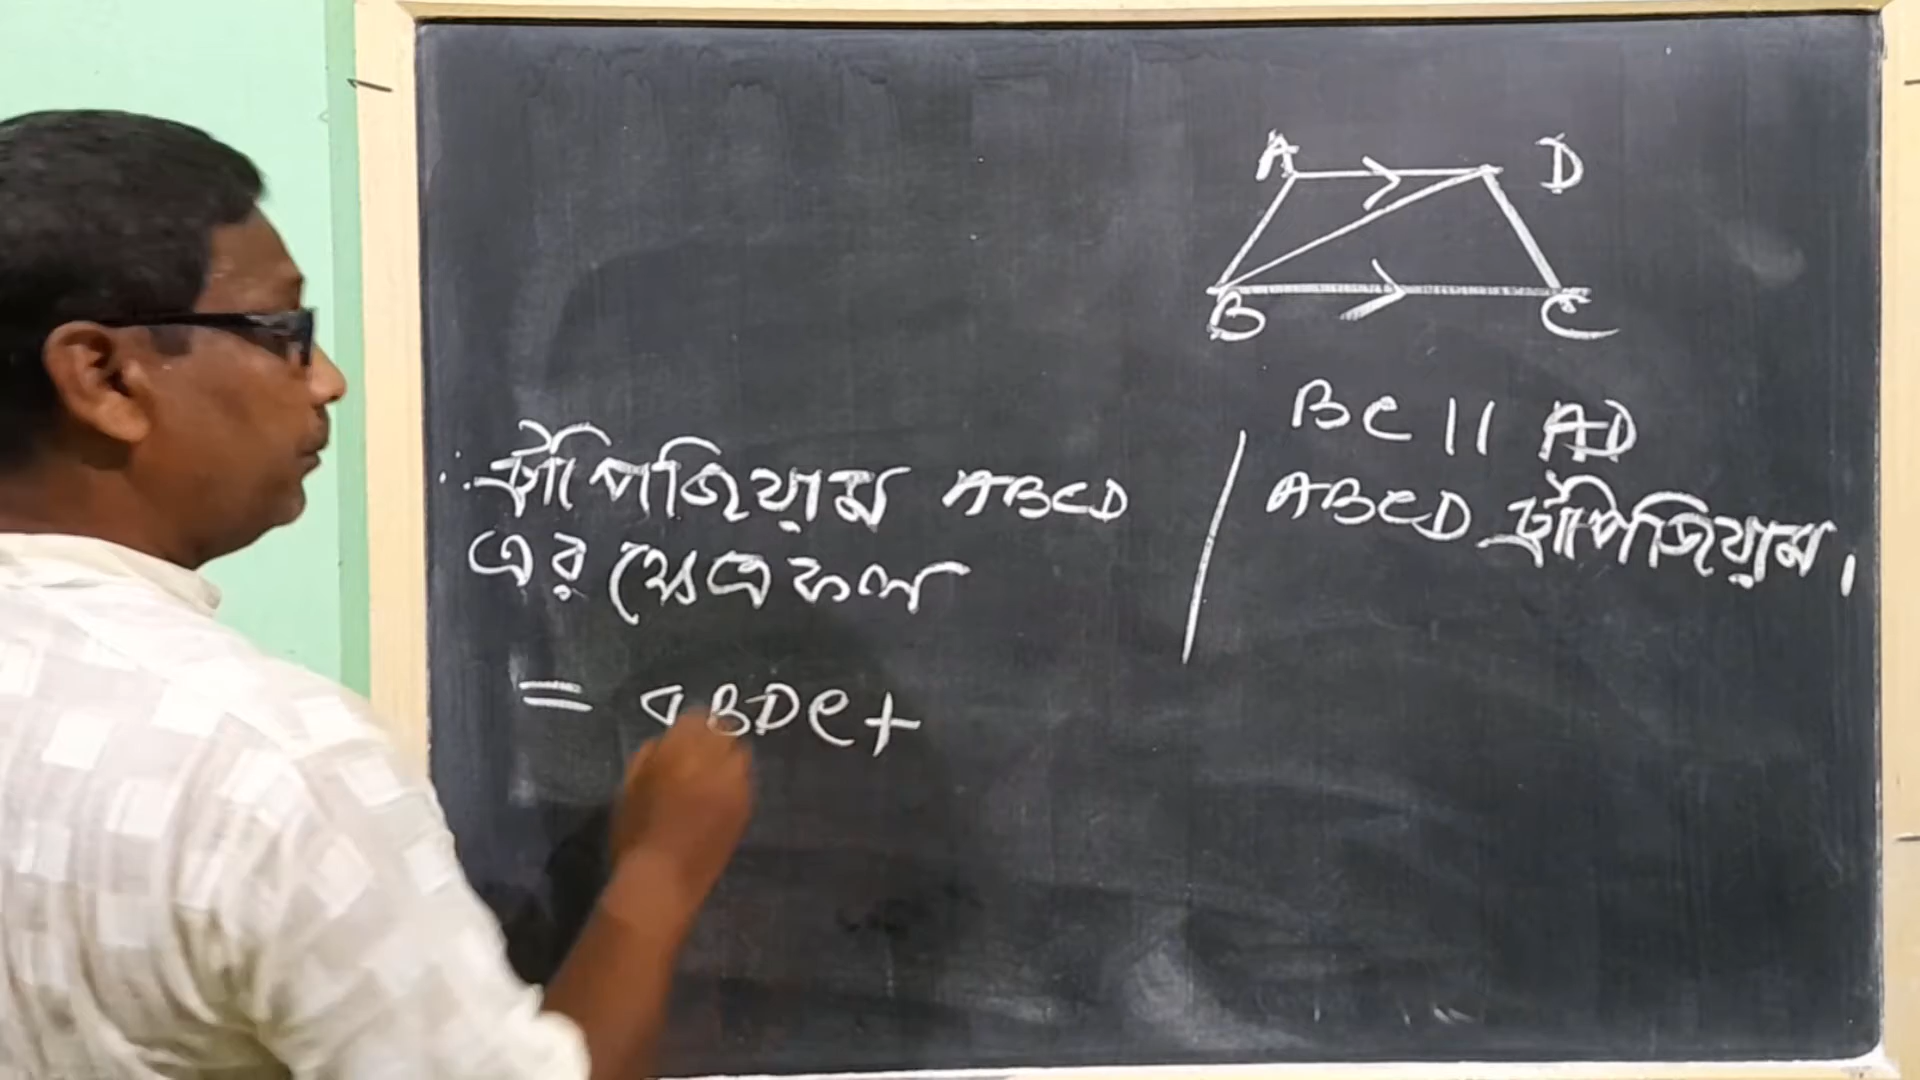 A D
B C
BC || AD
ABCD ট্রাপিজিয়াম।
∴ ট্রাপিজিয়াম ABCD
এর ক্ষেত্রফল
= ▽BDC +